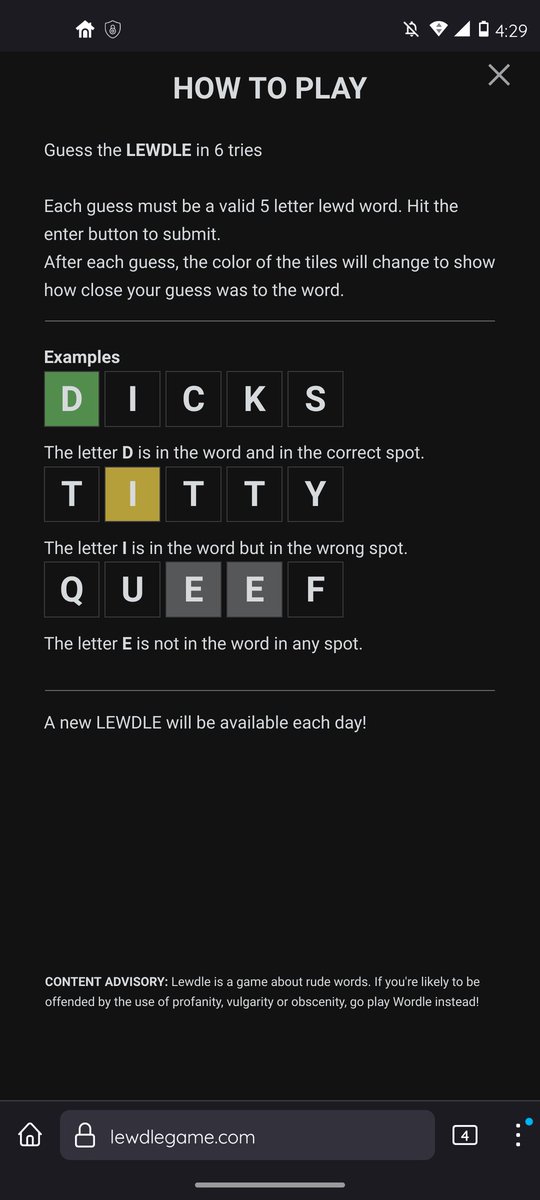 4:29
HOW TO PLAY
Guess the LEWDLE in 6 tries
Each guess must be a valid 5 letter lewd word. Hit the
enter button to submit.
After each guess, the color of the tiles will change to show
how close your guess was to the word.
Examples
D I C K S
The letter D is in the word and in the correct spot.
T I T T Y
The letter I is in the word but in the wrong spot.
Q U E E F
The letter E is not in the word in any spot.
A new LEWDLE will be available each day!
CONTENT ADVISORY: Lewdle is a game about rude words. If you're likely to be
offended by the use of profanity, vulgarity or obscenity, go play Wordle instead!
lewdlegame.com
4